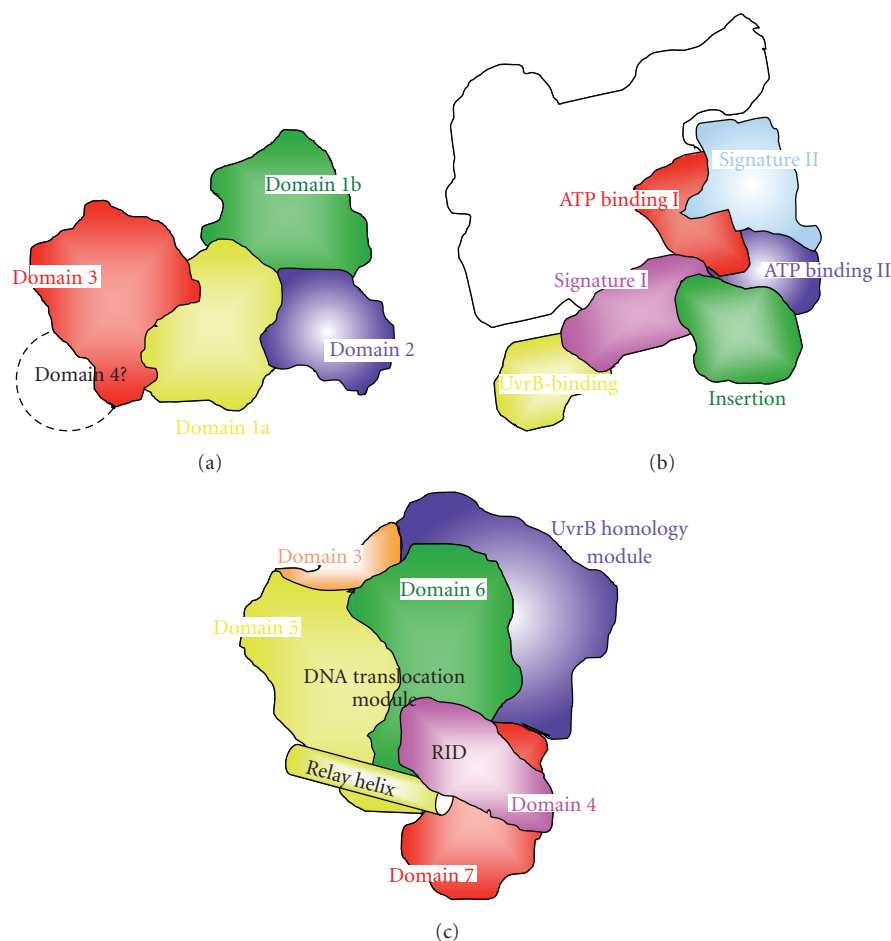 Domain 1b
Domain 3
Domain 2
Domain 4?
Domain 1a
(a)
Signature II
ATP binding I
ATP binding II
Signature I
UvrB-binding
Insertion
(b)
UvrB homology
module
Domain 3
Domain 6
Domain 5
DNA translocation
module
RID
Relay helix
Domain 4
Domain 7
(c)